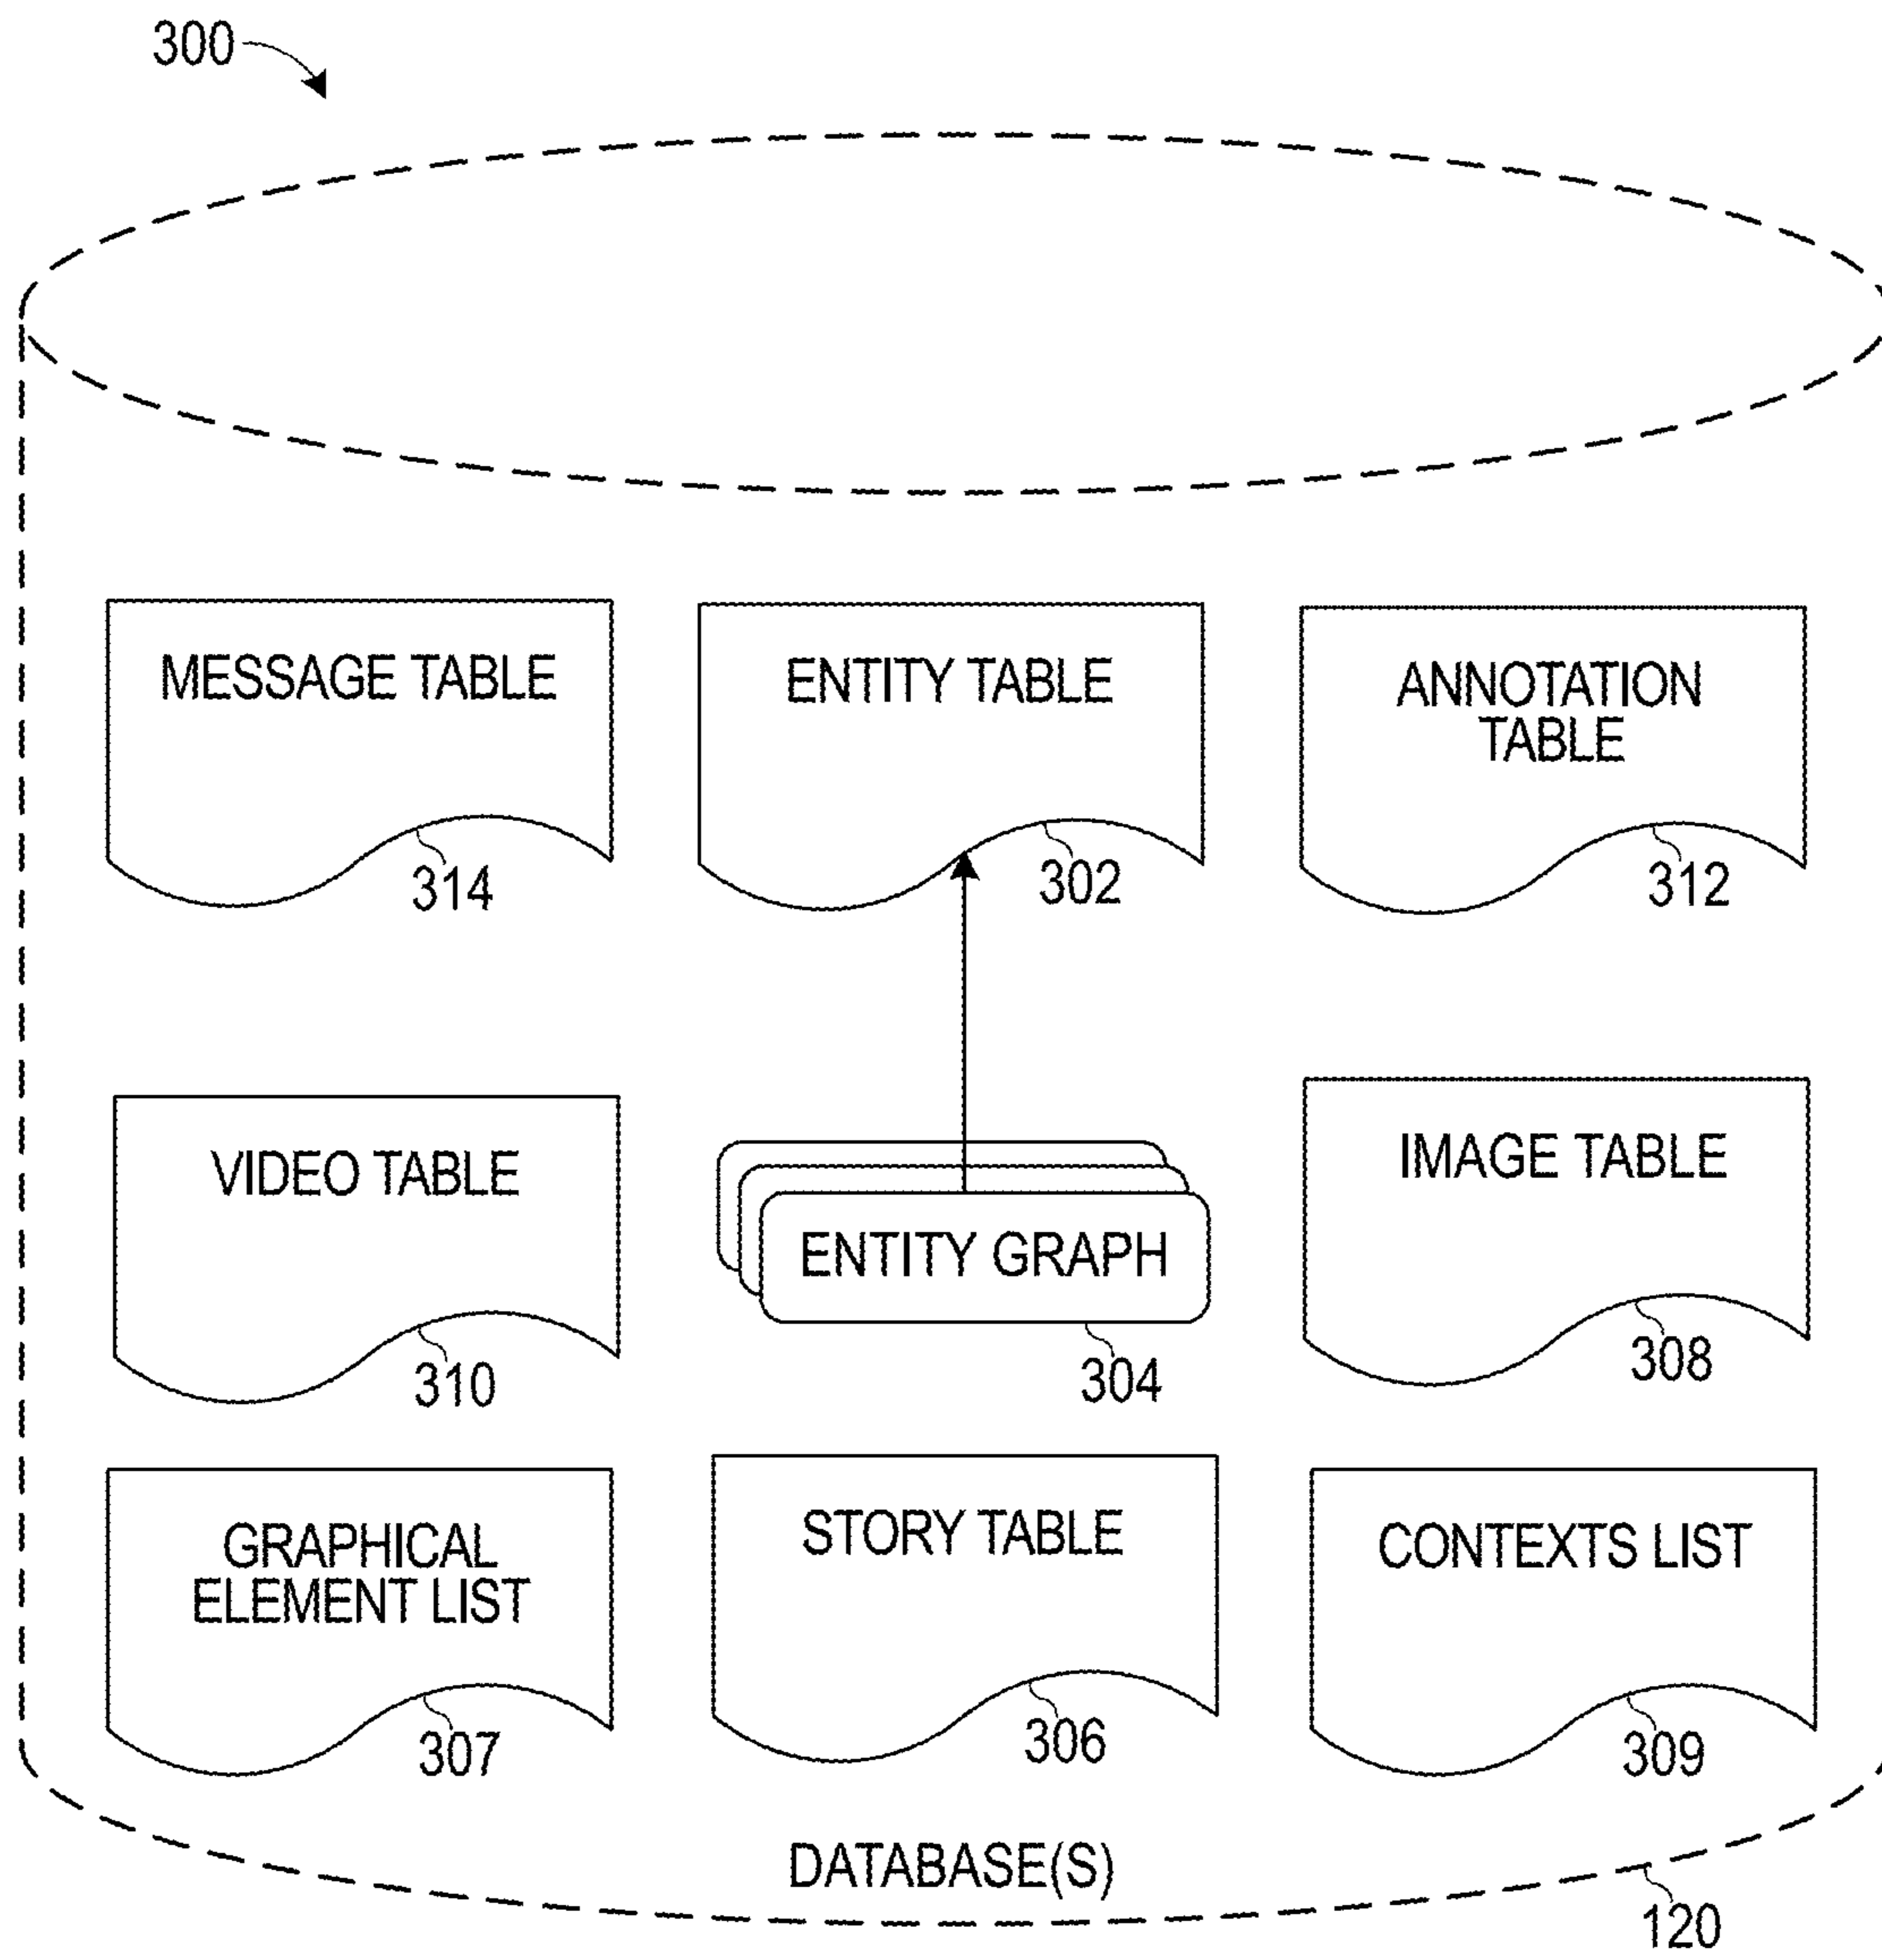 300
MESSAGE TABLE
314
ENTITY TABLE
302
ANNOTATION
TABLE
312
VIDEO TABLE
310
ENTITY GRAPH
304
IMAGE TABLE
308
GRAPHICAL
ELEMENT LIST
307
STORY TABLE
306
CONTEXTS LIST
309
DATABASE(S)
120